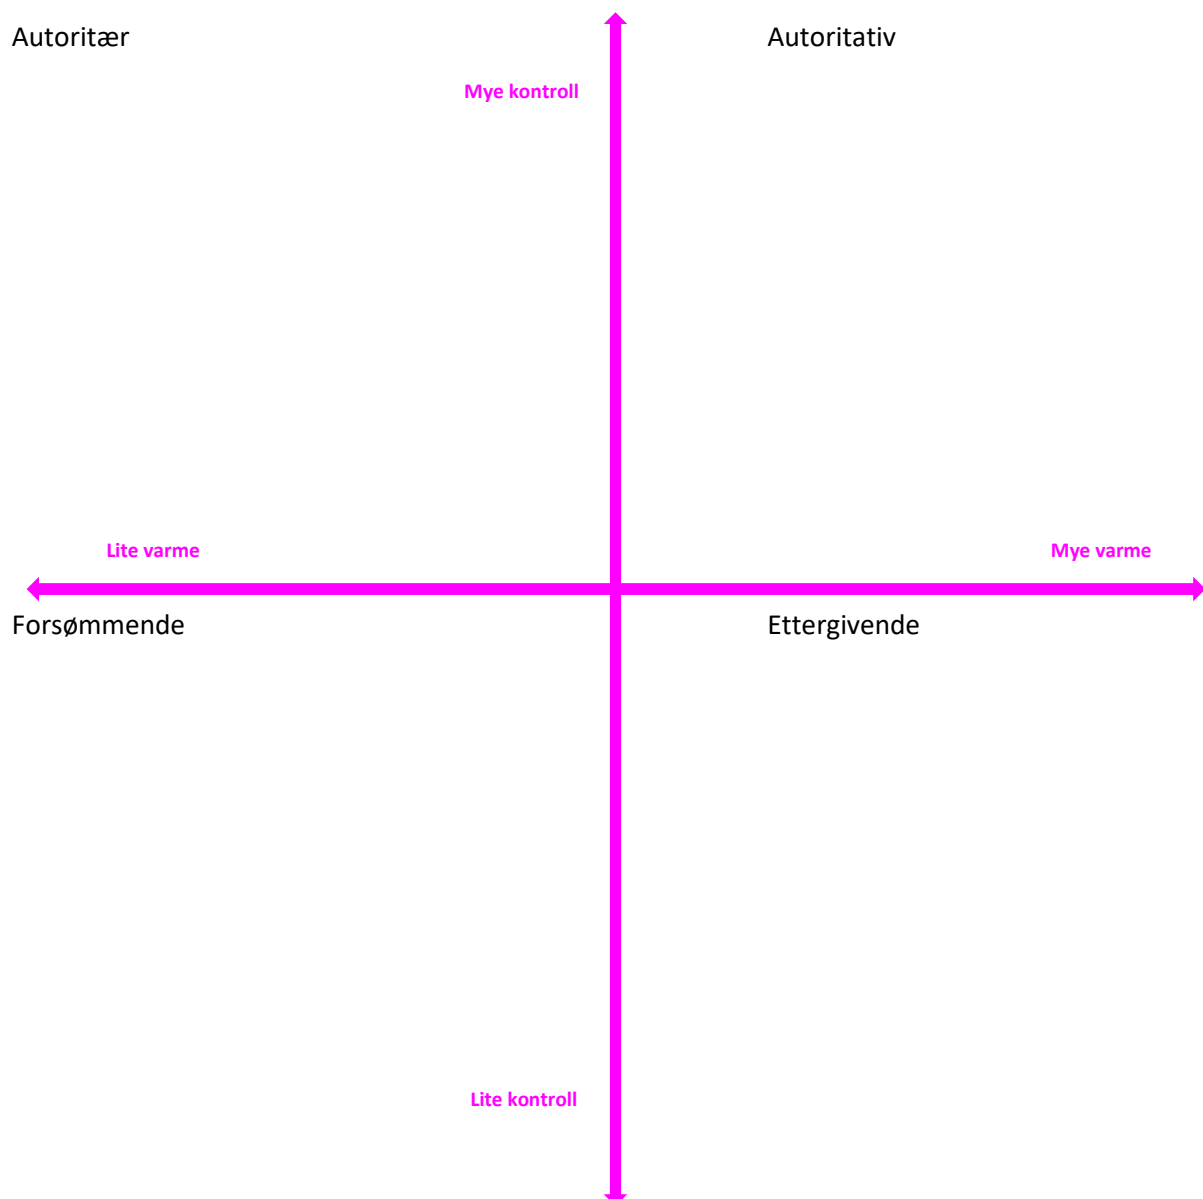 Autoritær
Autoritativ
Mye kontroll
Lite varme
Mye varme
Forsømmende
Ettergivende
Lite kontroll